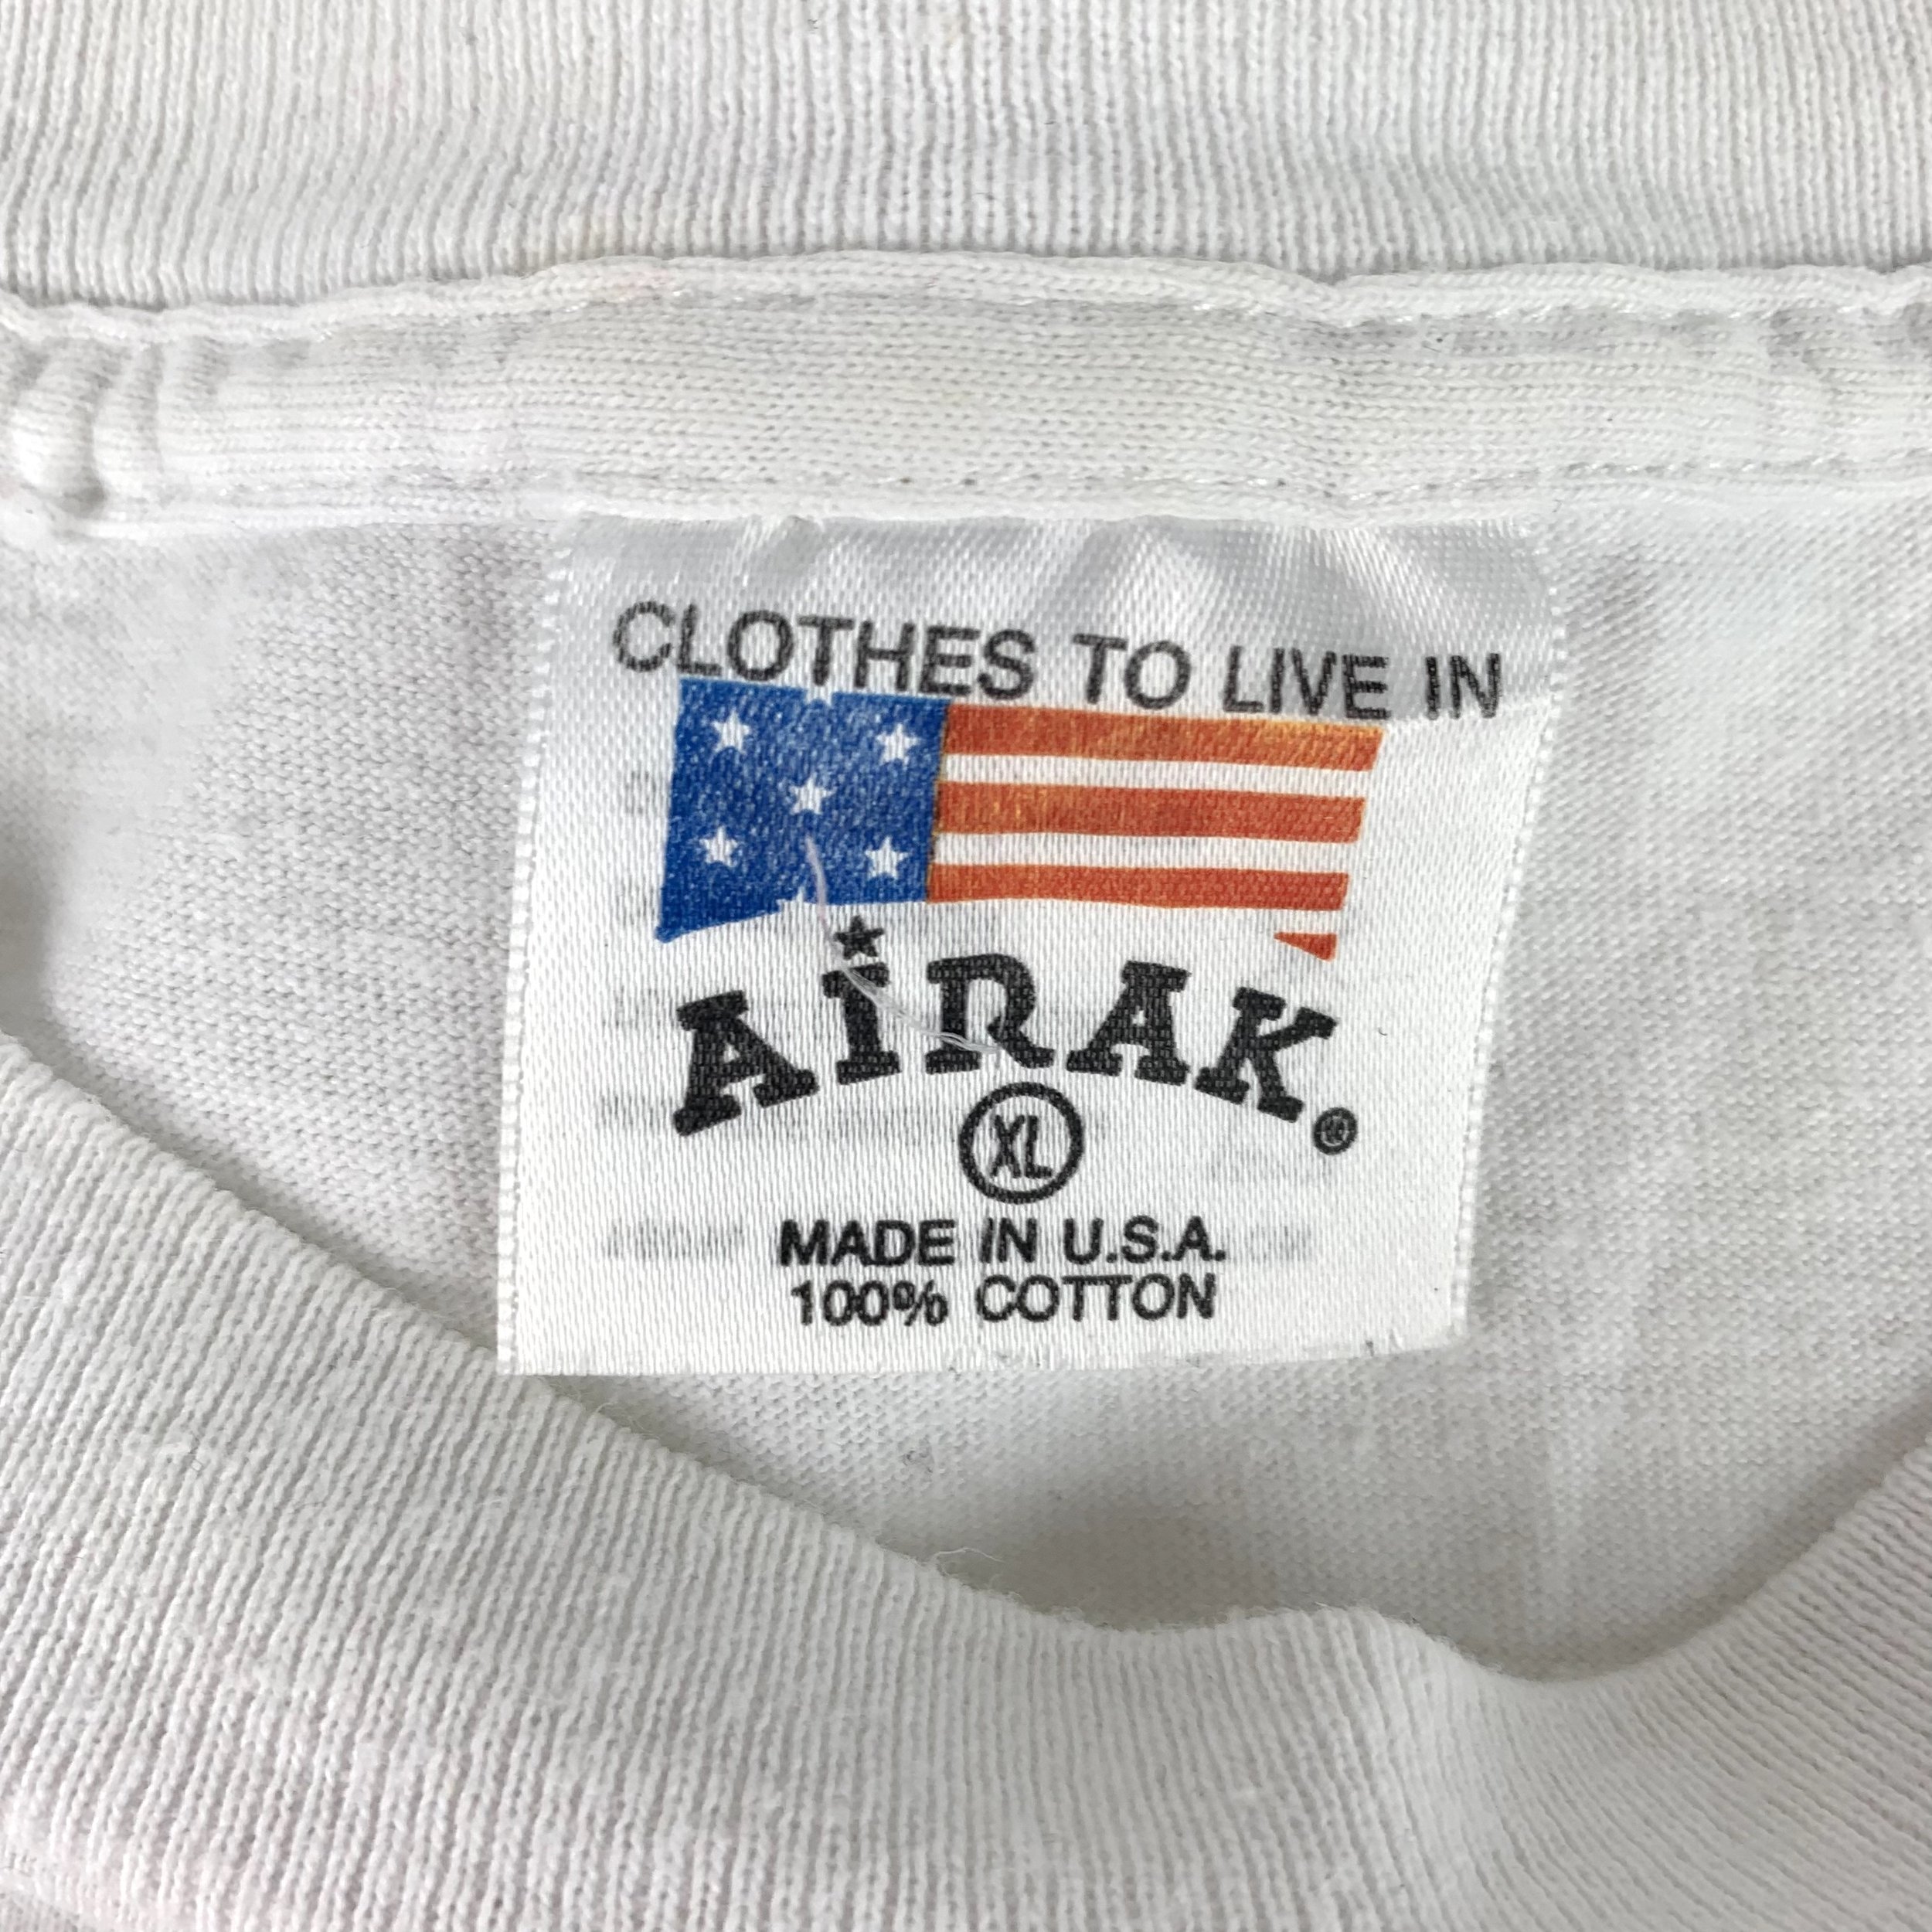 CLOTHES TO LIVE IN
AiRAK®
XL
MADE IN U.S.A.
100% COTTON